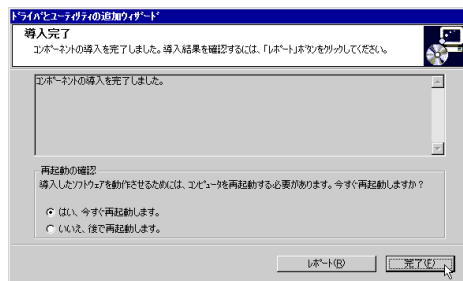 ﾄﾞﾗｲﾊﾞとﾕｰﾃｨﾘﾃｨの追加ｳｨｻﾞｰﾄﾞ
導入完了
ｺﾝﾎﾟｰﾈﾝﾄの導入を完了しました。導入結果を確認するには、｢ﾚﾎﾟｰﾄ｣ﾎﾞﾀﾝをｸﾘｯｸしてください。
ｺﾝﾎﾟｰﾈﾝﾄの導入を完了しました。
再起動の確認
導入したｿﾌﾄｳｪｱを動作させるためには、ｺﾝﾋﾟｭｰﾀを再起動する必要があります。今すぐ再起動しますか？
はい、今すぐ再起動します。
いいえ、後で再起動します。
ﾚﾎﾟｰﾄ(R)
完了(F)